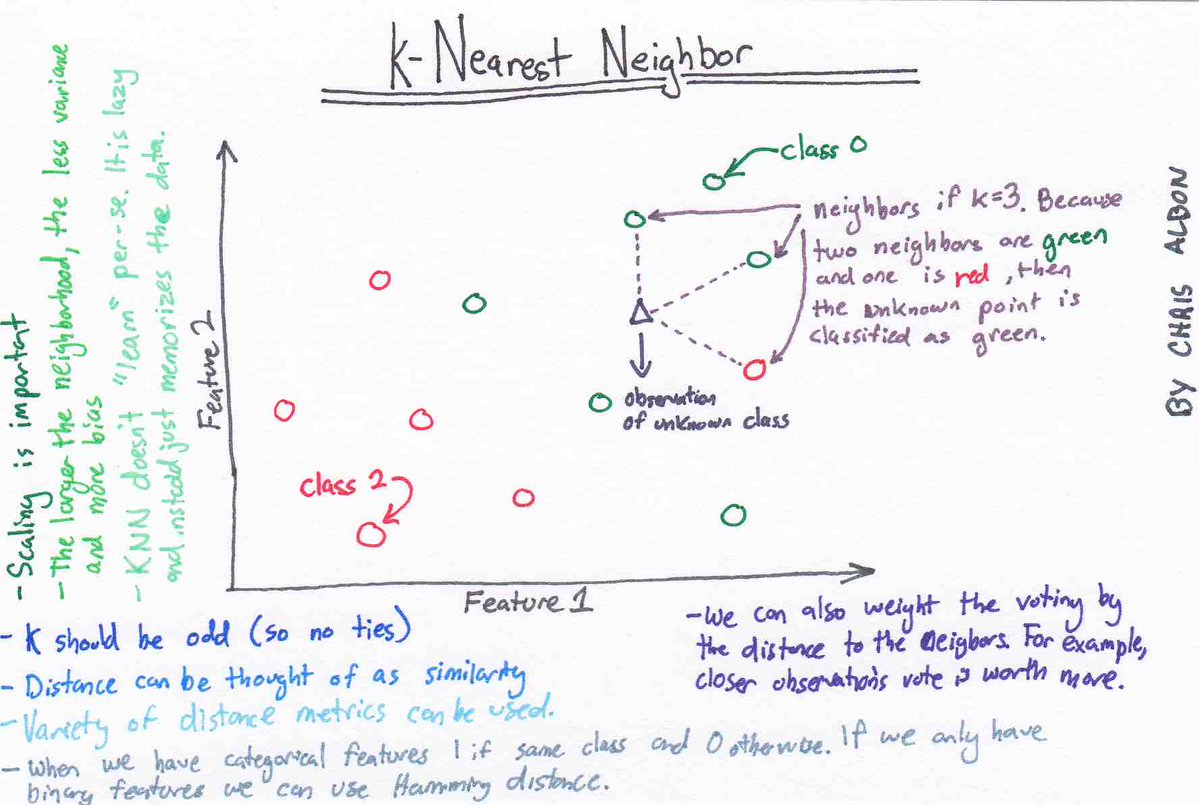 K-Nearest Neighbor
class 0
neighbors if k=3. Because
two neighbors are green
and one is red, then
the unknown point is
classified as green.
observation
of unknown class
class 2
Feature 2
Feature 1
BY CHRIS ALBON
- Scaling is important
- The larger the neighborhood, the less variance
and more bias
- KNN doesn't "learn" per-se. It is lazy
and instead just memorizes the data.
- K should be odd (so no ties)
- Distance can be thought of as similarity
- Variety of distance metrics can be used.
- When we have categorical features 1 if same class and 0 otherwise. If we only have
binary features we can use Hamming distance.
- We can also weight the voting by
the distance to the neigbors. For example,
closer observations vote is worth more.